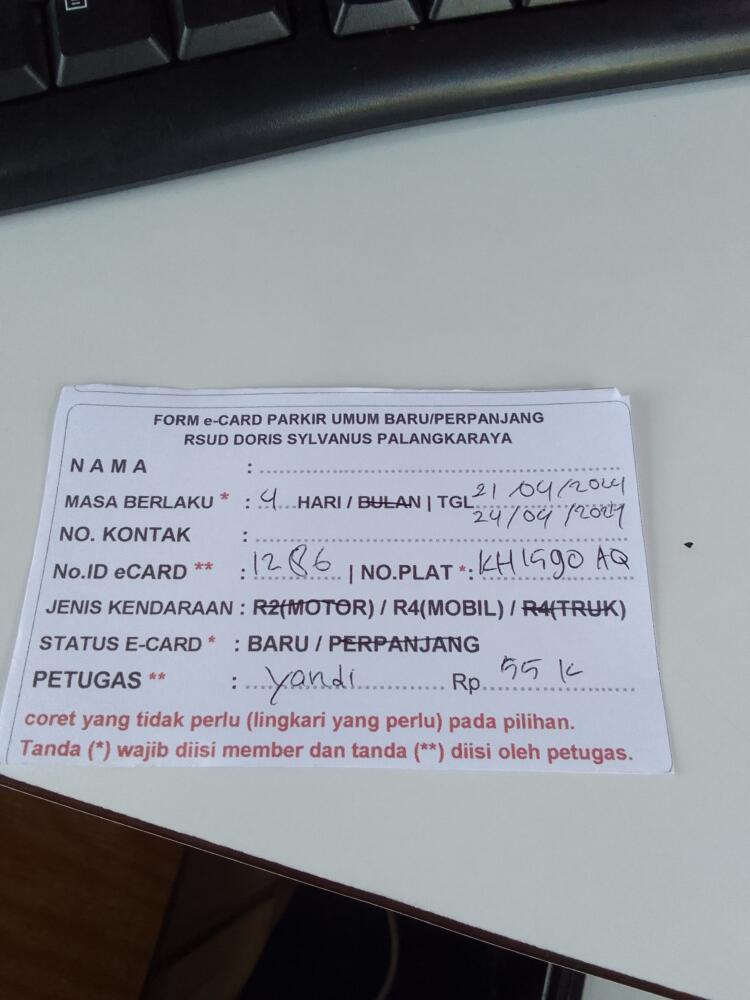 FORM e-CARD PARKIR UMUM BARU/PERPANJANG
RSUD DORIS SYLVANUS PALANGKARAYA
N A M A :
MASA BERLAKU * : 4 HARI / BULAN | TGL 21/04/2024
24/04/2024
NO. KONTAK :
No.ID eCARD ** : 1286 | NO.PLAT *: KH 1590 AQ
JENIS KENDARAAN : R2(MOTOR) / R4(MOBIL) / R4(TRUK)
STATUS E-CARD * : BARU / PERPANJANG
PETUGAS ** : Yandi Rp 55 K
coret yang tidak perlu (lingkari yang perlu) pada pilihan.
Tanda (*) wajib diisi member dan tanda (**) diisi oleh petugas.